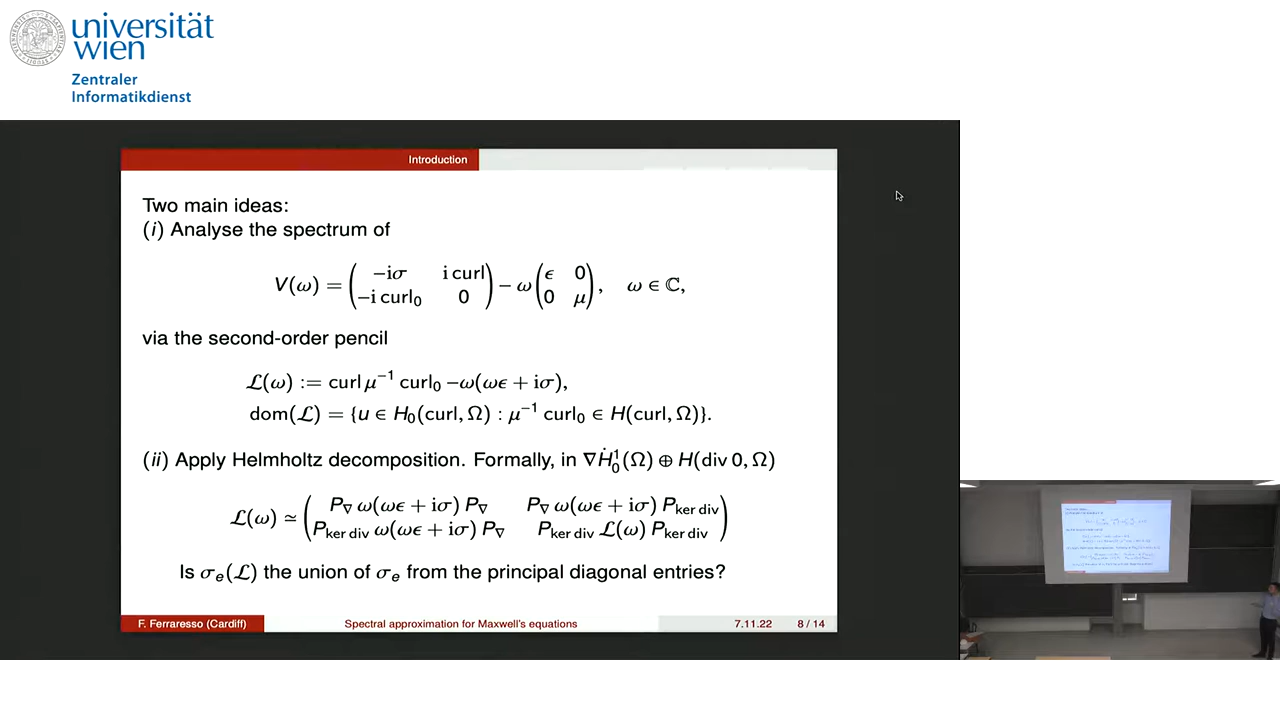 universität
wien
Zentraler
Informatikdienst
Introduction
Two main ideas:
(i) Analyse the spectrum of
V(ω) = ( −iσ i curl
−i curl₀ 0 ) − ω ( ϵ 0
0 μ ), ω ∈ ℂ,
via the second-order pencil
ℒ(ω) := curl μ⁻¹ curl₀ −ω(ωϵ + iσ),
dom(ℒ) = {u ∈ H₀(curl, Ω) : μ⁻¹ curl₀ ∈ H(curl, Ω)}.
(ii) Apply Helmholtz decomposition. Formally, in ∇Ḣ₀¹(Ω) ⊕ H(div 0, Ω)
ℒ(ω) ≃ ( P∇ ω(ωϵ + iσ) P∇ P∇ ω(ωϵ + iσ) P_ker div
P_ker div ω(ωϵ + iσ) P∇ P_ker div ℒ(ω) P_ker div )
Is σₑ(ℒ) the union of σₑ from the principal diagonal entries?
F. Ferraresso (Cardiff) Spectral approximation for Maxwell's equations 7.11.22 8 / 14